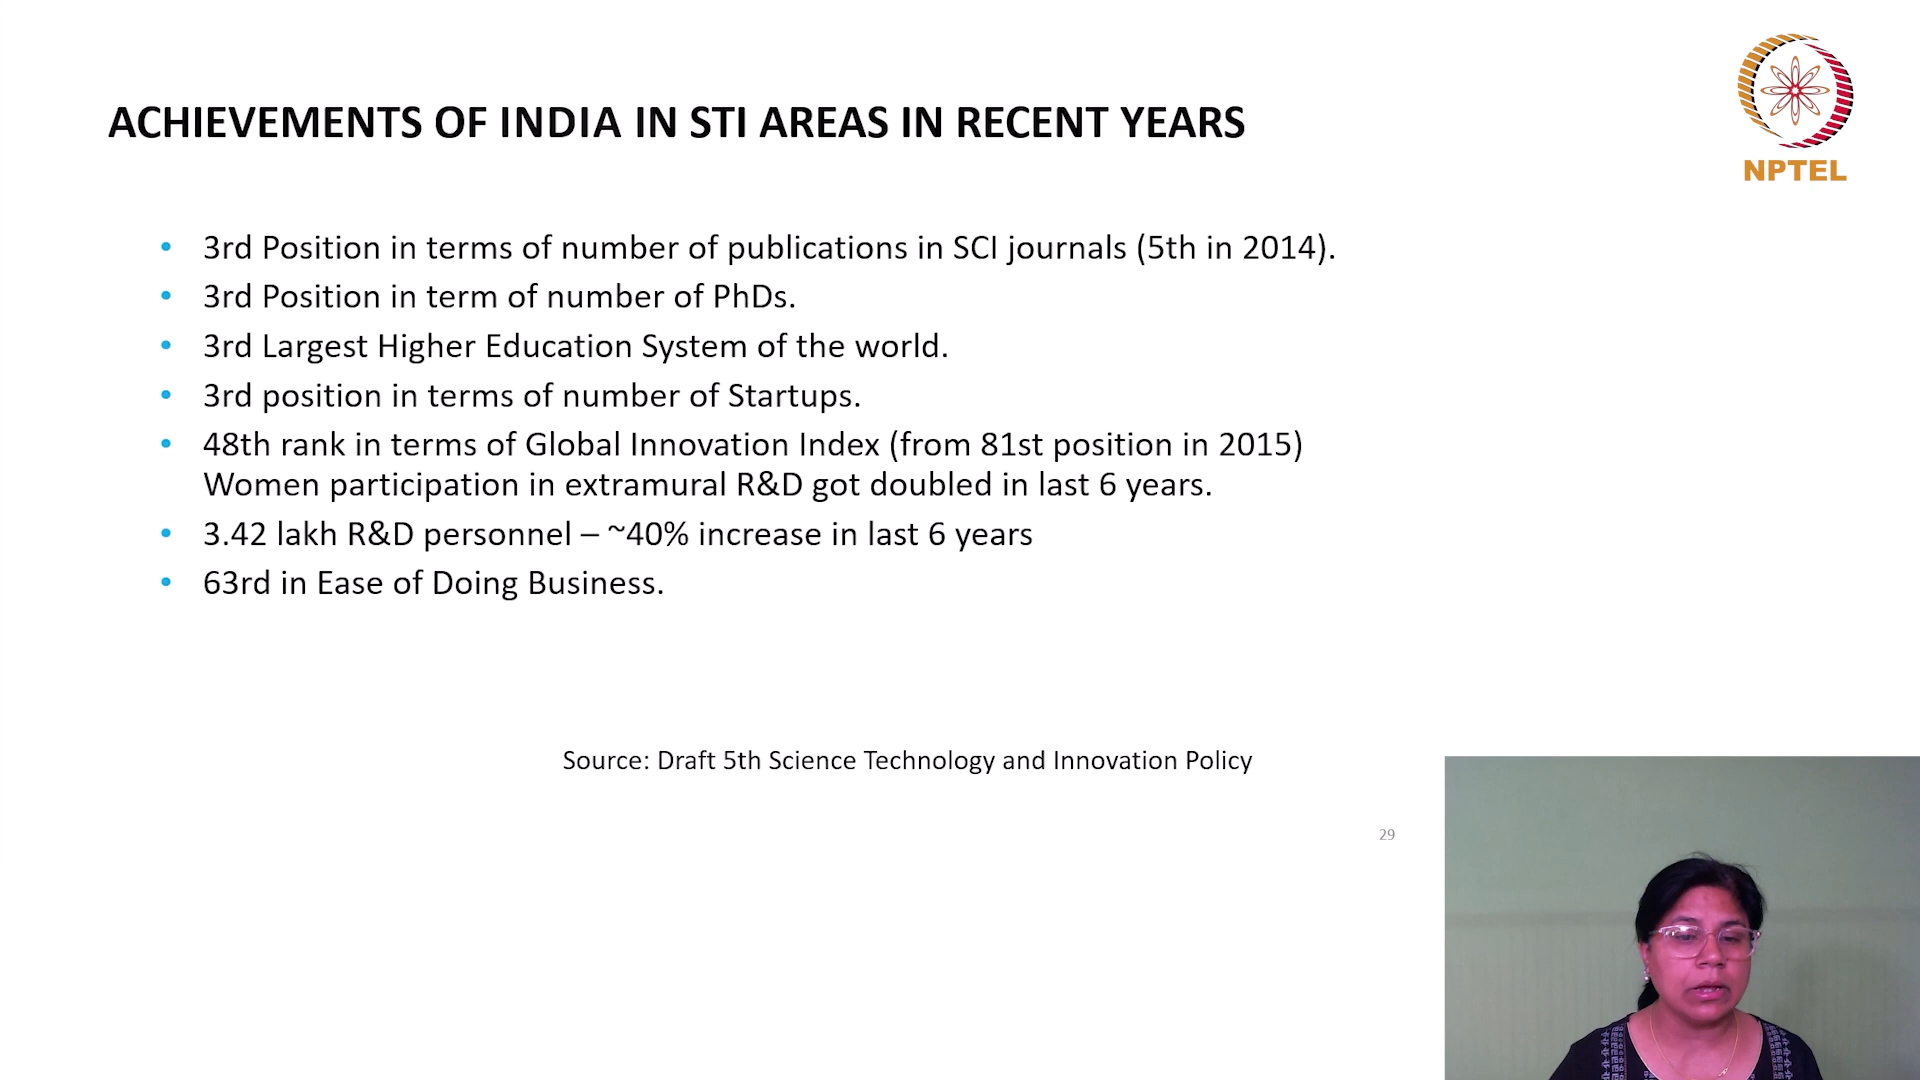 ACHIEVEMENTS OF INDIA IN STI AREAS IN RECENT YEARS
NPTEL
• 3rd Position in terms of number of publications in SCI journals (5th in 2014).
• 3rd Position in term of number of PhDs.
• 3rd Largest Higher Education System of the world.
• 3rd position in terms of number of Startups.
• 48th rank in terms of Global Innovation Index (from 81st position in 2015)
Women participation in extramural R&D got doubled in last 6 years.
• 3.42 lakh R&D personnel – ~40% increase in last 6 years
• 63rd in Ease of Doing Business.
Source: Draft 5th Science Technology and Innovation Policy
29